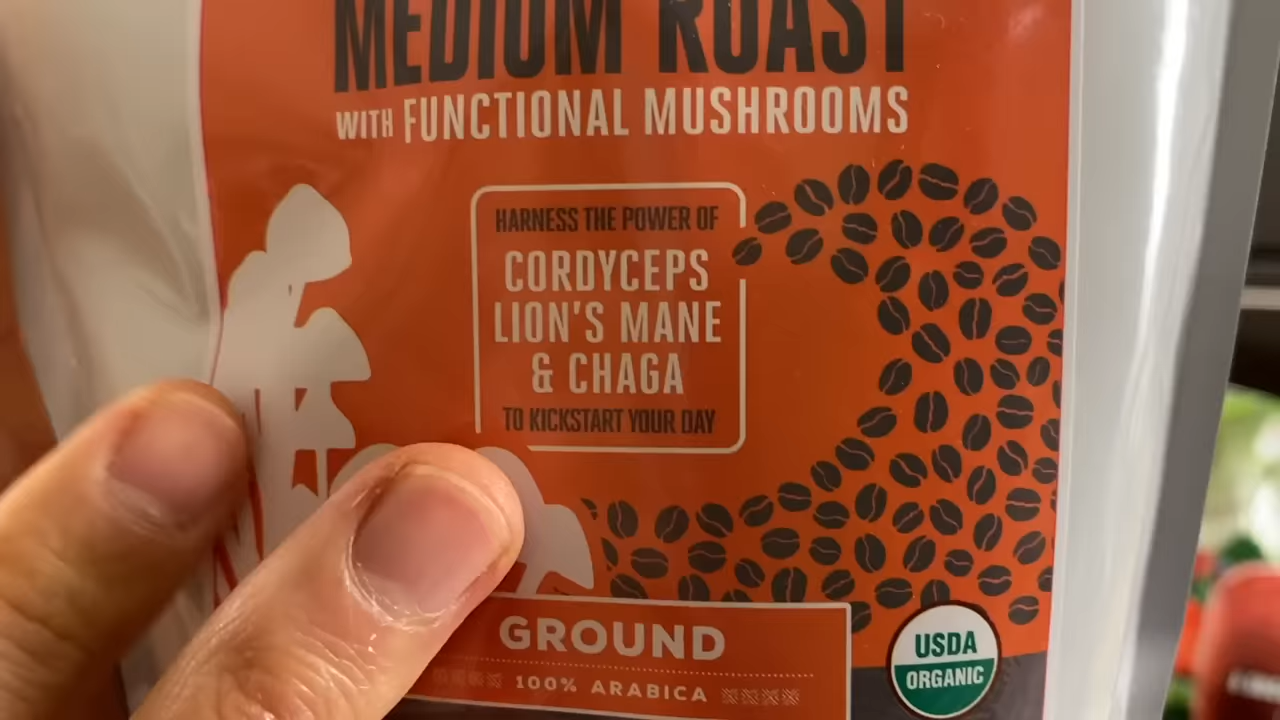 MEDIUM ROAST
WITH FUNCTIONAL MUSHROOMS
HARNESS THE POWER OF
CORDYCEPS
LION'S MANE
& CHAGA
TO KICKSTART YOUR DAY
GROUND
100% ARABICA
USDA
ORGANIC